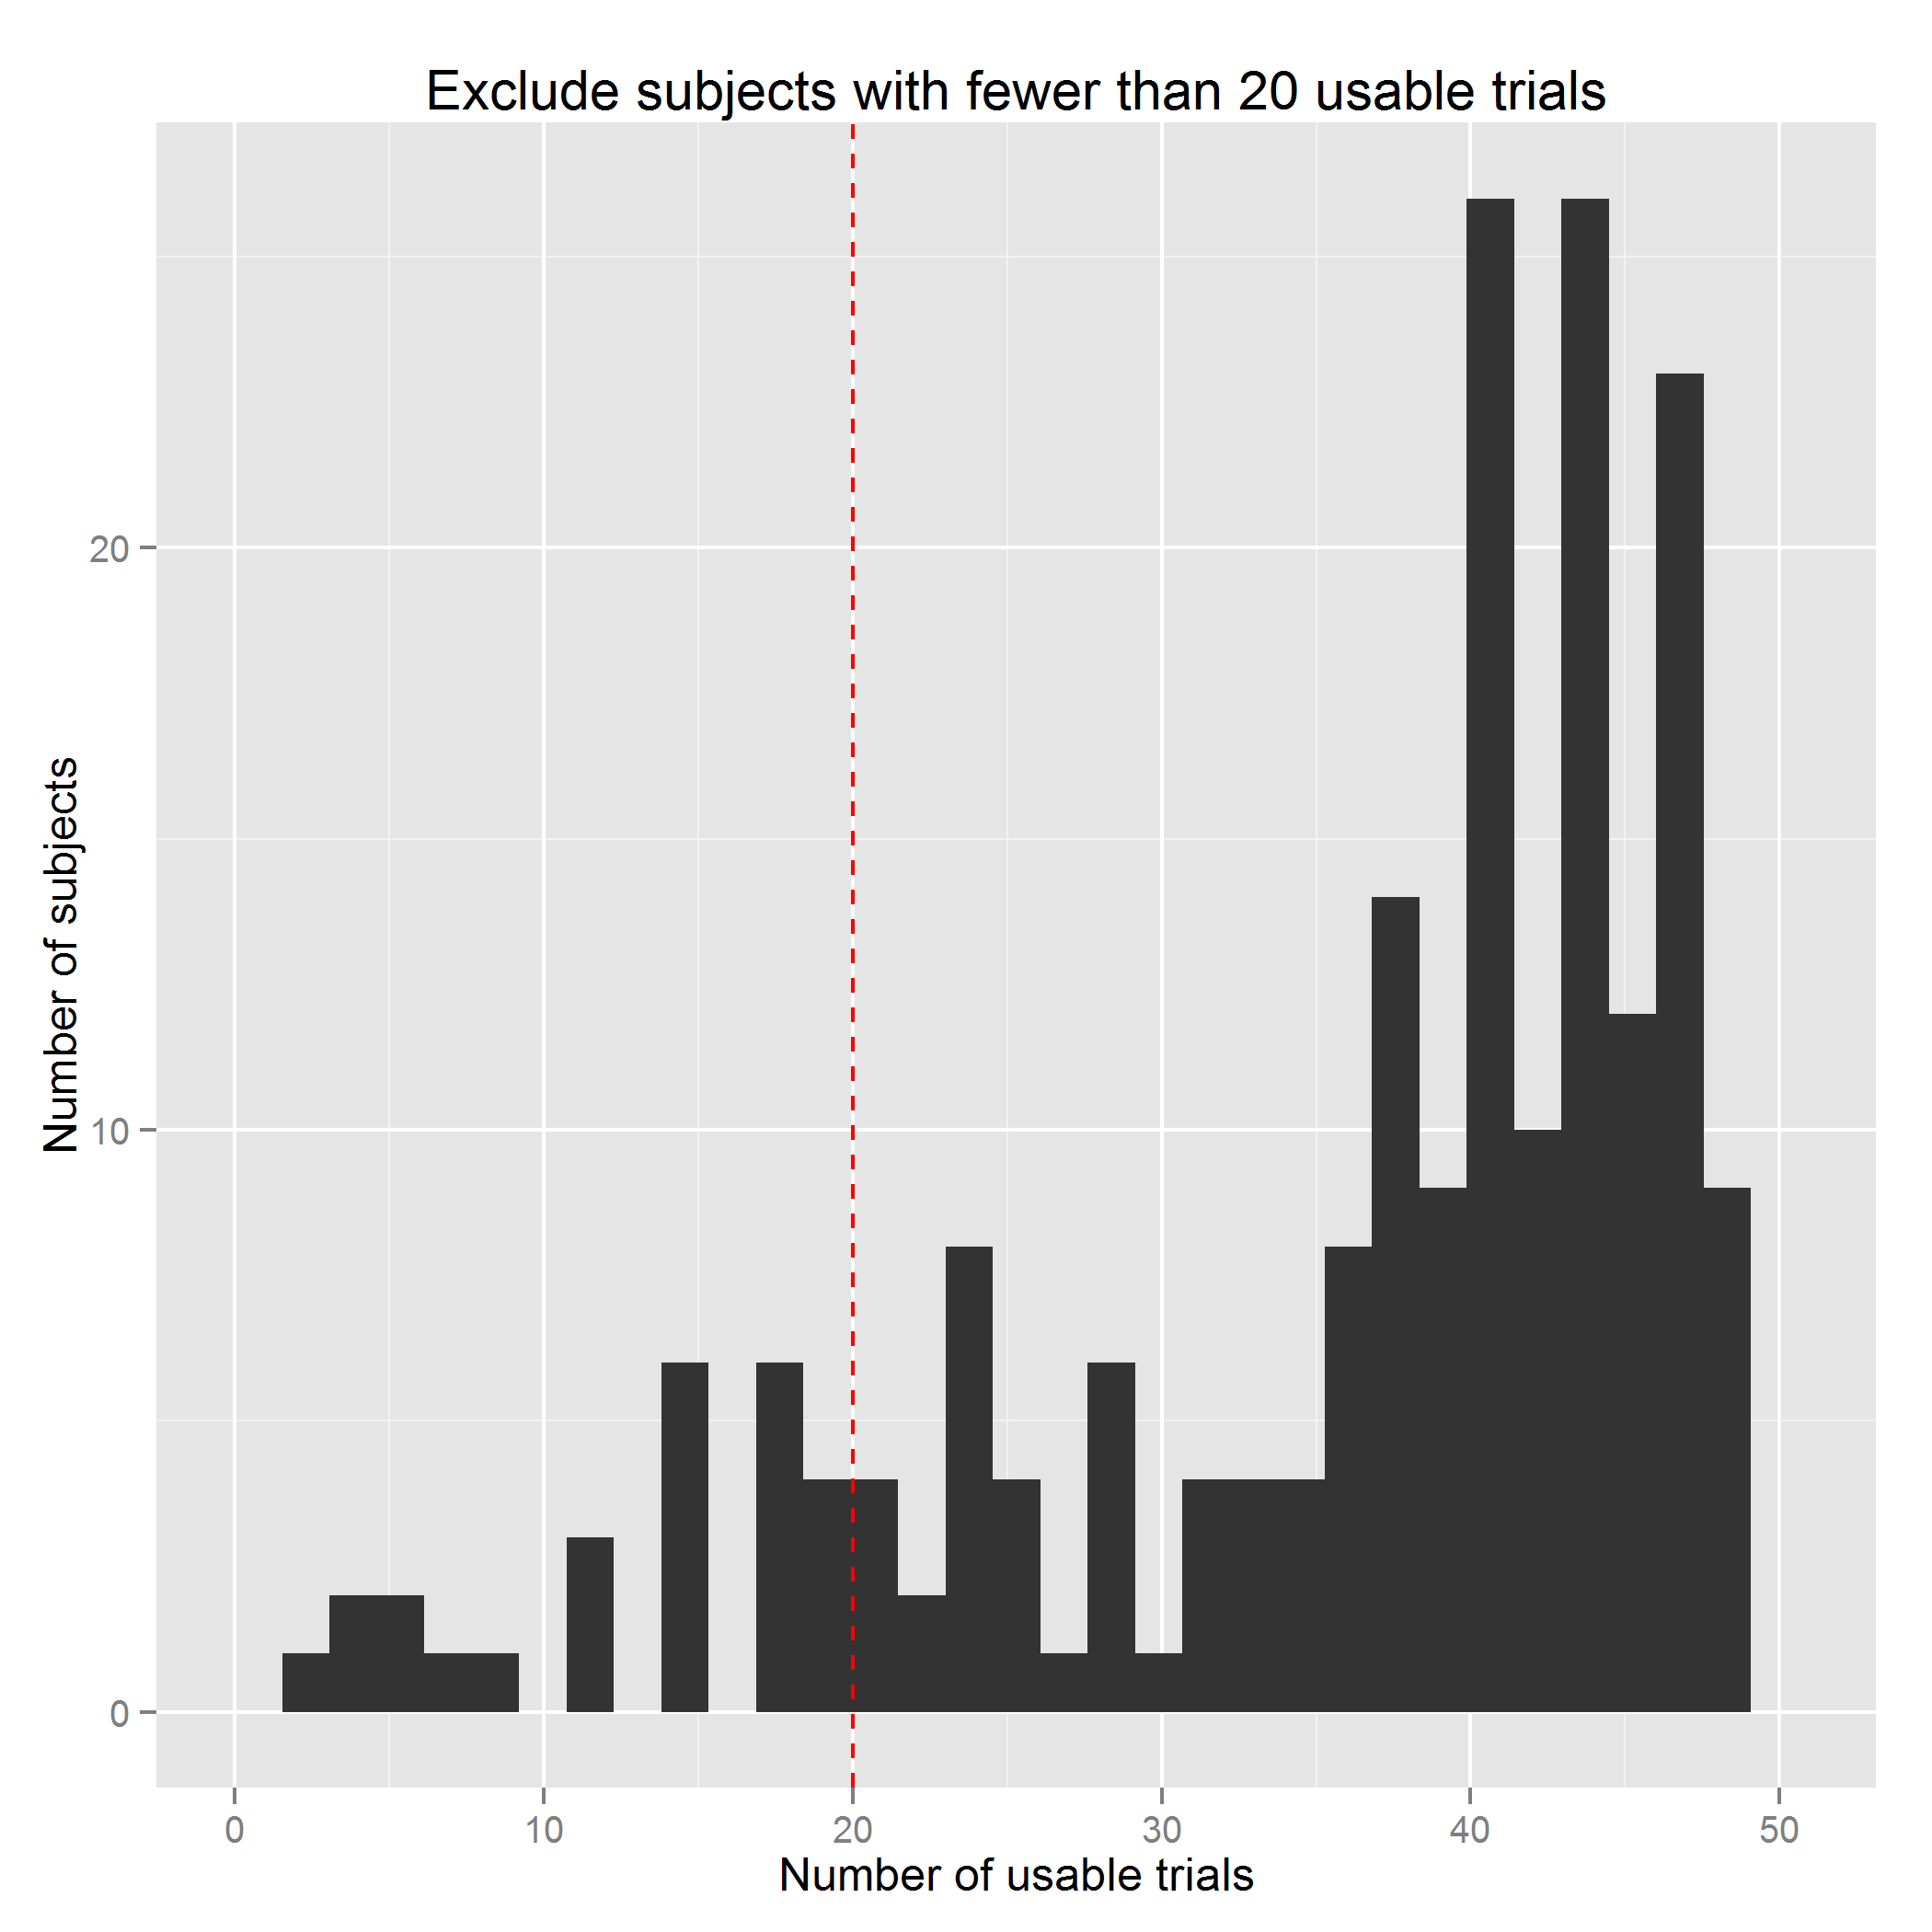 Exclude subjects with fewer than 20 usable trials
Number of subjects
20
10
0
0 10 20 30 40 50
Number of usable trials